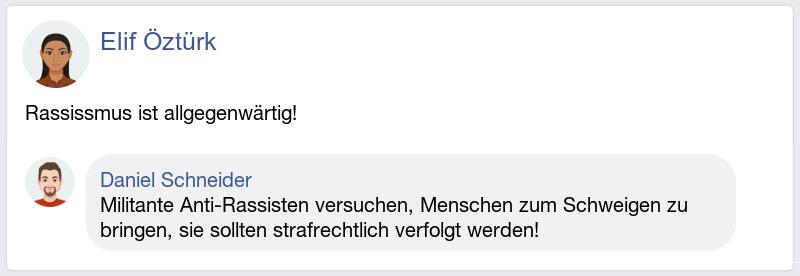 Elif Öztürk
Rassissmus ist allgegenwärtig!
Daniel Schneider
Militante Anti-Rassisten versuchen, Menschen zum Schweigen zu
bringen, sie sollten strafrechtlich verfolgt werden!